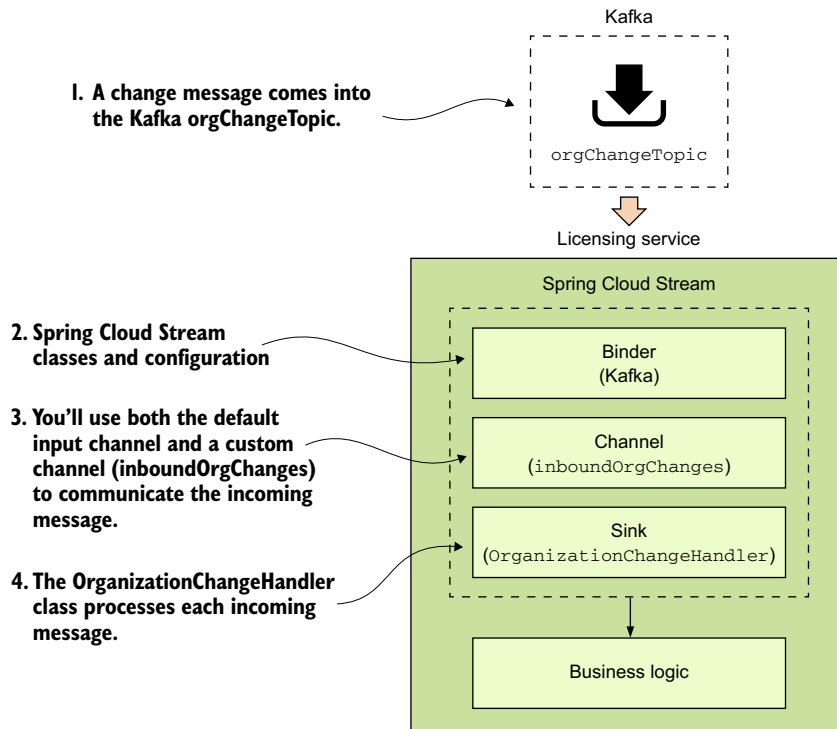 Kafka
1. A change message comes into
the Kafka orgChangeTopic.
orgChangeTopic
Licensing service
Spring Cloud Stream
2. Spring Cloud Stream
classes and configuration
Binder
(Kafka)
3. You'll use both the default
input channel and a custom
channel (inboundOrgChanges)
to communicate the incoming
message.
Channel
(inboundOrgChanges)
Sink
(OrganizationChangeHandler)
4. The OrganizationChangeHandler
class processes each incoming
message.
Business logic